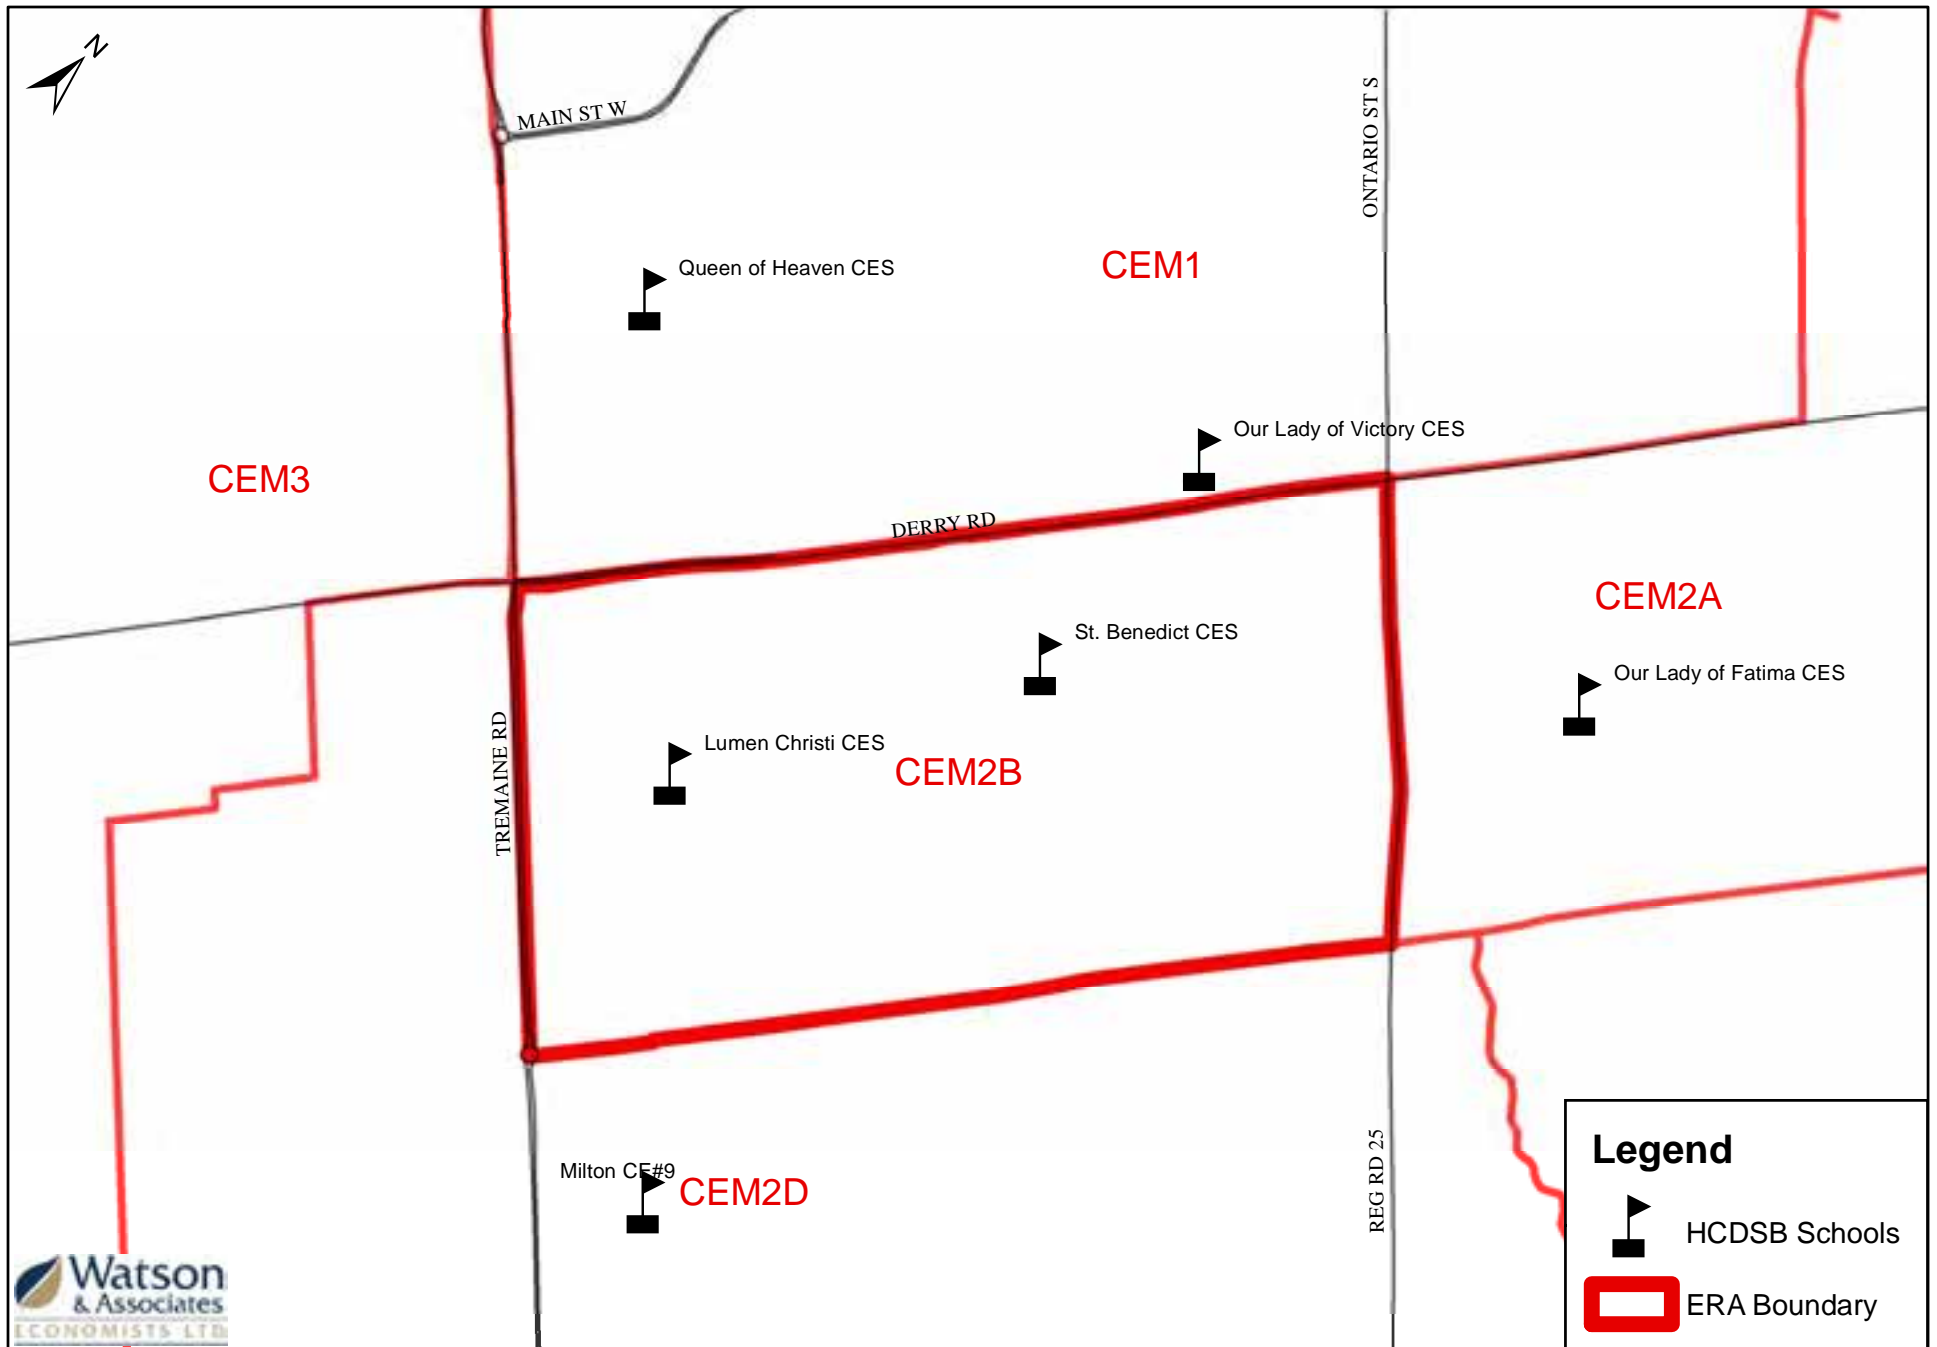 N
MAIN ST W
ONTARIO ST S
Queen of Heaven CES
CEM1
Our Lady of Victory CES
CEM3
DERRY RD
CEM2A
St. Benedict CES
Our Lady of Fatima CES
TREMAINE RD
Lumen Christi CES
CEM2B
Milton CE#9
CEM2D
REG RD 25
Legend
HCDSB Schools
ERA Boundary
Watson
& Associates
ECONOMISTS LTD